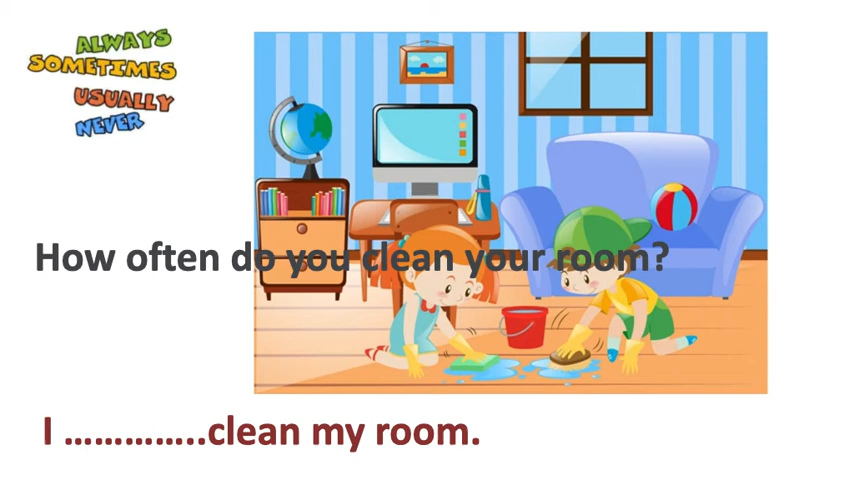 ALWAYS
SOMETIMES
USUALLY
NEVER
How often do you clean your room?
I …………..clean my room.